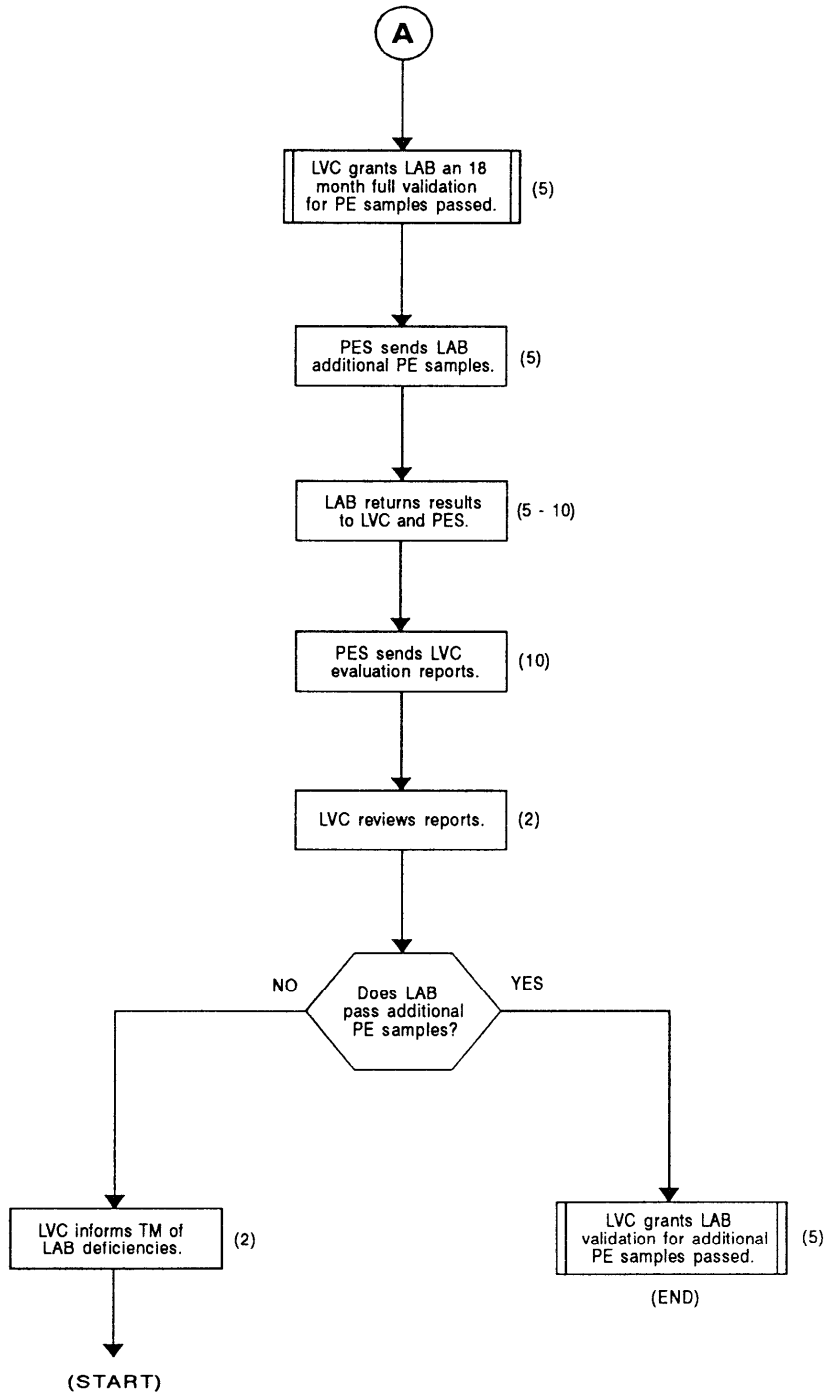 A
LVC grants LAB an 18
month full validation
for PE samples passed.
(5)
PES sends LAB
additional PE samples.
(5)
LAB returns results
to LVC and PES.
(5 - 10)
PES sends LVC
evaluation reports.
(10)
LVC reviews reports.
(2)
NO
Does LAB
pass additional
PE samples?
YES
LVC informs TM of
LAB deficiencies.
(2)
LVC grants LAB
validation for additional
PE samples passed.
(5)
(END)
(START)